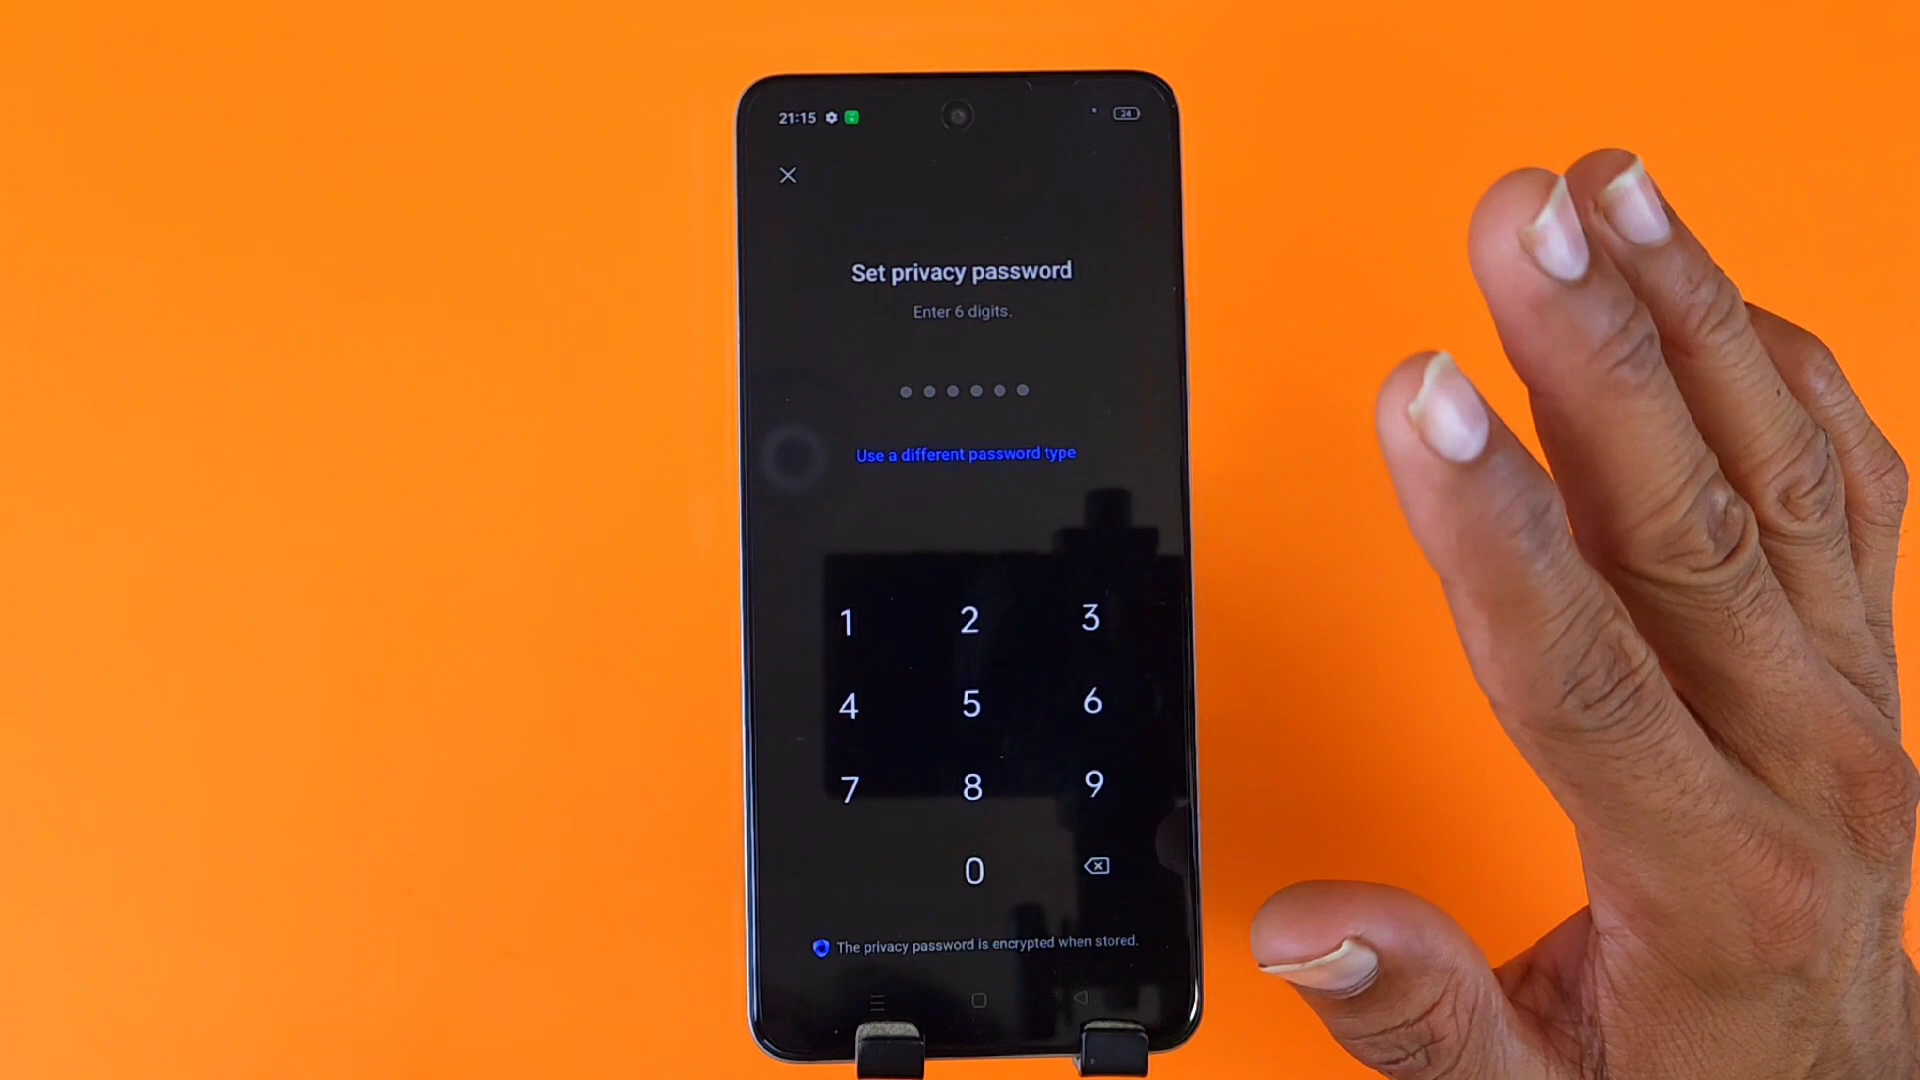 21:15
24
Set privacy password
Enter 6 digits.
Use a different password type
1 2 3
4 5 6
7 8 9
0
The privacy password is encrypted when stored.